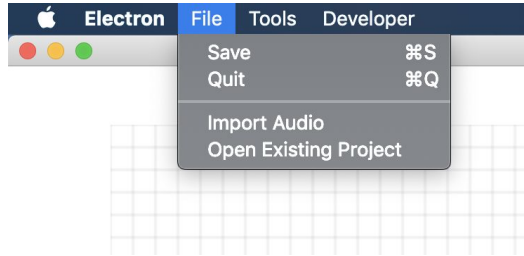 Electron File Tools Developer
Save ⌘S
Quit ⌘Q
Import Audio
Open Existing Project